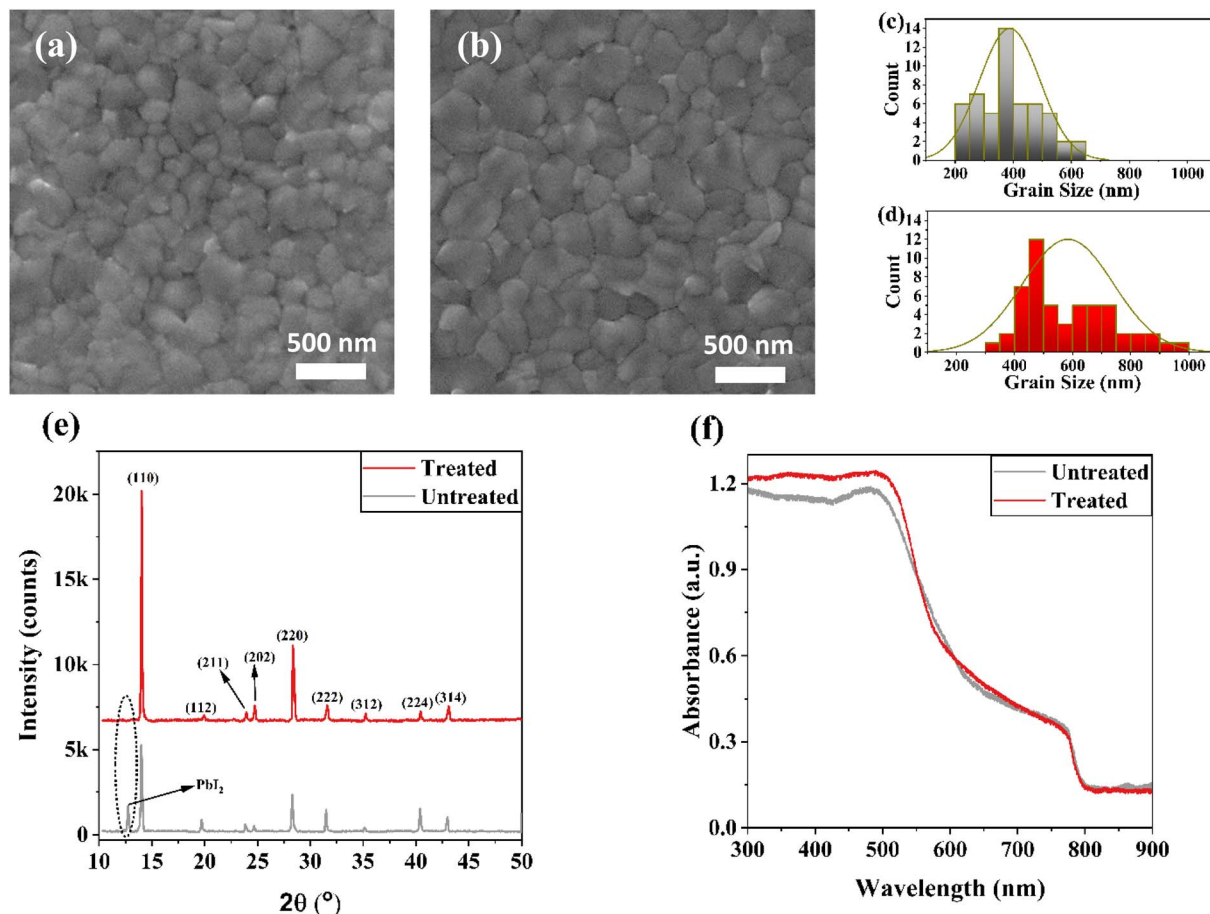 (a)
500 nm
(b)
500 nm
(c)
14
12
10
8
6
4
2
0
Count
200 400 600 800 1000
Grain Size (nm)
(d)
14
12
10
8
6
4
2
0
Count
200 400 600 800 1000
Grain Size (nm)
(e)
Treated
Untreated
(110)
(112)
(211)
(202)
(220)
(222)
(312)
(224)
(314)
PbI₂
20k
15k
10k
5k
0
Intensity (counts)
10 15 20 25 30 35 40 45 50
2θ (°)
(f)
Untreated
Treated
1.2
0.9
0.6
0.3
0.0
Absorbance (a.u.)
300 400 500 600 700 800 900
Wavelength (nm)